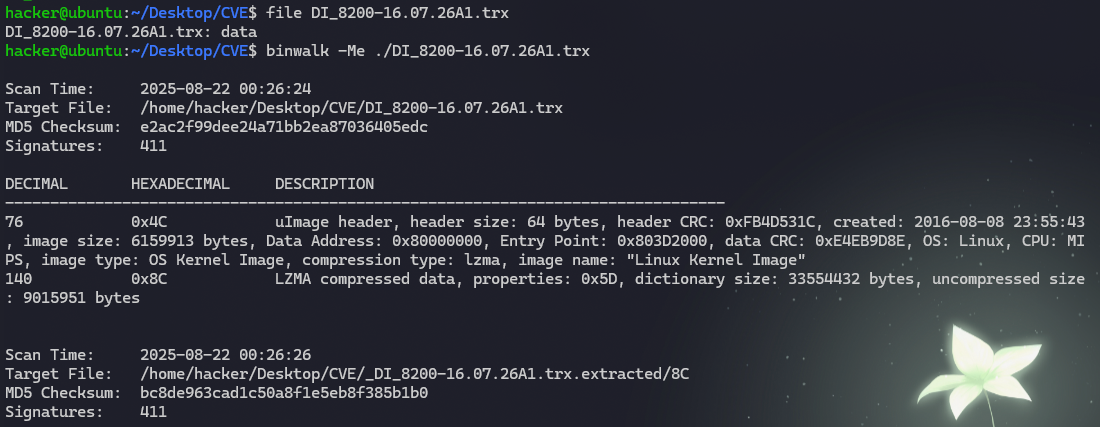 hacker@ubuntu:~/Desktop/CVE$ file DI_8200-16.07.26A1.trx
DI_8200-16.07.26A1.trx: data
hacker@ubuntu:~/Desktop/CVE$ binwalk -Me ./DI_8200-16.07.26A1.trx
Scan Time:     2025-08-22 00:26:24
Target File:   /home/hacker/Desktop/CVE/DI_8200-16.07.26A1.trx
MD5 Checksum:  e2ac2f99dee24a71bb2ea87036405edc
Signatures:    411
DECIMAL       HEXADECIMAL     DESCRIPTION
--------------------------------------------------------------------------------
76            0x4C            uImage header, header size: 64 bytes, header CRC: 0xFB4D531C, created: 2016-08-08 23:55:43
, image size: 6159913 bytes, Data Address: 0x80000000, Entry Point: 0x803D2000, data CRC: 0xE4EB9D8E, OS: Linux, CPU: MI
PS, image type: OS Kernel Image, compression type: lzma, image name: "Linux Kernel Image"
140           0x8C            LZMA compressed data, properties: 0x5D, dictionary size: 33554432 bytes, uncompressed size
: 9015951 bytes
Scan Time:     2025-08-22 00:26:26
Target File:   /home/hacker/Desktop/CVE/_DI_8200-16.07.26A1.trx.extracted/8C
MD5 Checksum:  bc8de963cad1c50a8f1e5eb8f385b1b0
Signatures:    411